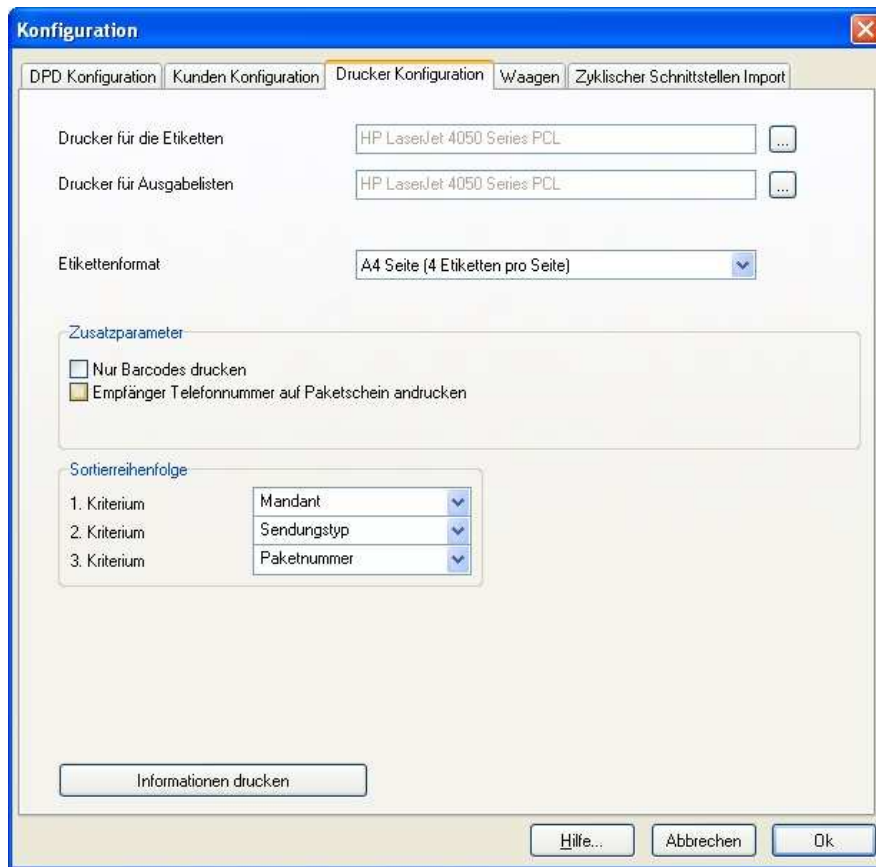 Konfiguration
DPD Konfiguration Kunden Konfiguration Drucker Konfiguration Waagen Zyklischer Schnittstellen Import
Drucker für die Etiketten HP LaserJet 4050 Series PCL ...
Drucker für Ausgabelisten HP LaserJet 4050 Series PCL ...
Etikettenformat A4 Seite (4 Etiketten pro Seite)
Zusatzparameter
Nur Barcodes drucken
Empfänger Telefonnummer auf Paketschein andrucken
Sortierreihenfolge
1. Kriterium Mandant
2. Kriterium Sendungstyp
3. Kriterium Paketnummer
Informationen drucken
Hilfe... Abbrechen Ok